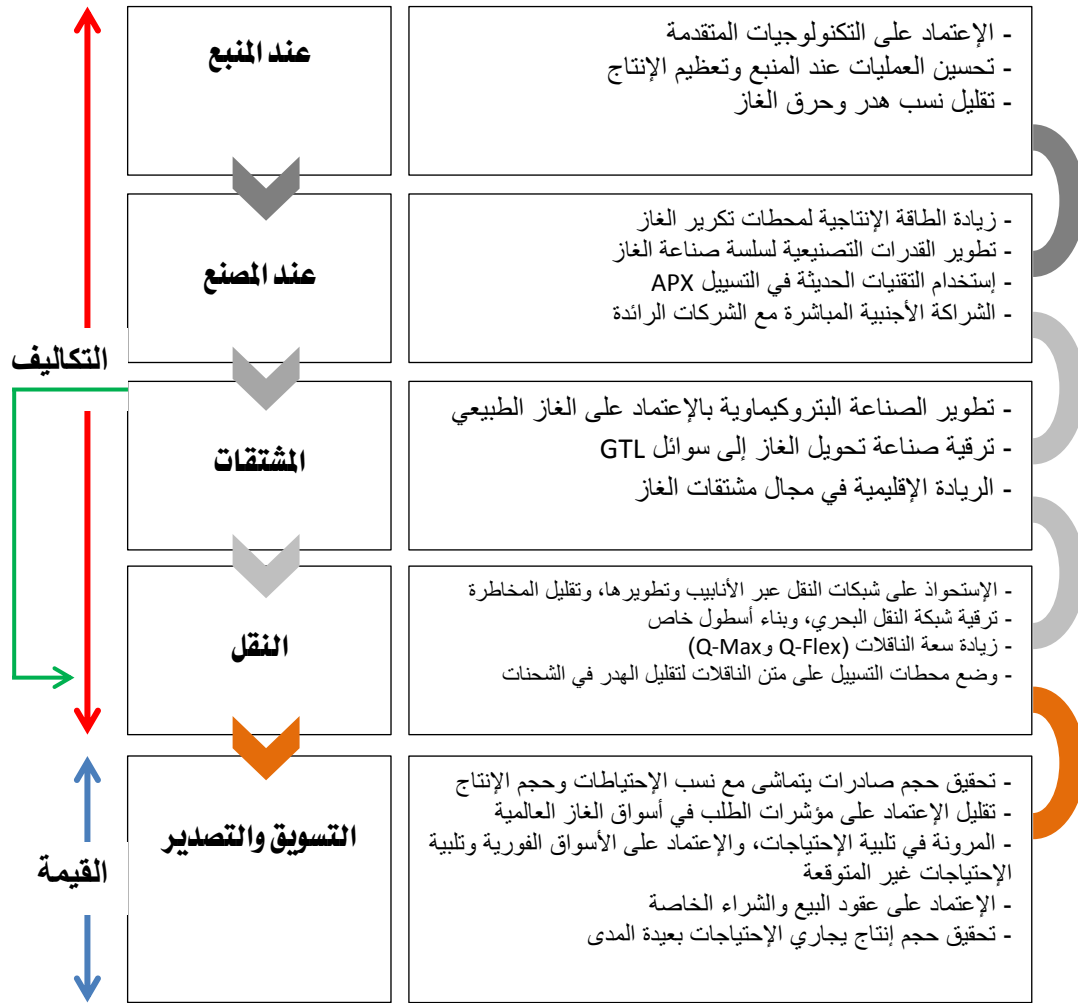 عند المنبع
- الإعتماد على التكنولوجيات المتقدمة
- تحسين العمليات عند المنبع وتعظيم الإنتاج
- تقليل نسب هدر وحرق الغاز
عند المصنع
- زيادة الطاقة الإنتاجية لمحطات تكرير الغاز
- تطوير القدرات التصنيعية لسلسة صناعة الغاز
- إستخدام التقنيات الحديثة في التسييل APX
- الشراكة الأجنبية المباشرة مع الشركات الرائدة
التكاليف
المشتقات
- تطوير الصناعة البتروكيماوية بالإعتماد على الغاز الطبيعي
- ترقية صناعة تحويل الغاز إلى سوائل GTL
- الريادة الإقليمية في مجال مشتقات الغاز
النقل
- الإستحواذ على شبكات النقل عبر الأنابيب وتطويرها، وتقليل المخاطرة
- ترقية شبكة النقل البحري، وبناء أسطول خاص
- زيادة سعة الناقلات (Q-Flex وQ-Max)
- وضع محطات التسييل على متن الناقلات لتقليل الهدر في الشحنات
التسويق والتصدير
- تحقيق حجم صادرات يتماشى مع نسب الإحتياطات وحجم الإنتاج
- تقليل الإعتماد على مؤشرات الطلب في أسواق الغاز العالمية
- المرونة في تلبية الإحتياجات، والإعتماد على الأسواق الفورية وتلبية
الإحتياجات غير المتوقعة
- الإعتماد على عقود البيع والشراء الخاصة
- تحقيق حجم إنتاج يجاري الإحتياجات بعيدة المدى
القيمة